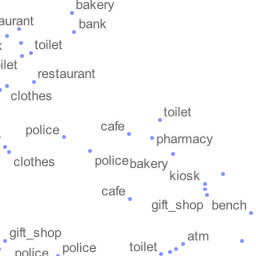 bakery
aurant
bank
toilet
ilet
restaurant
clothes
toilet
cafe
police
pharmacy
clothes
police
bakery
kiosk
cafe
gift_shop
bench
gift_shop
atm
police
toilet
police